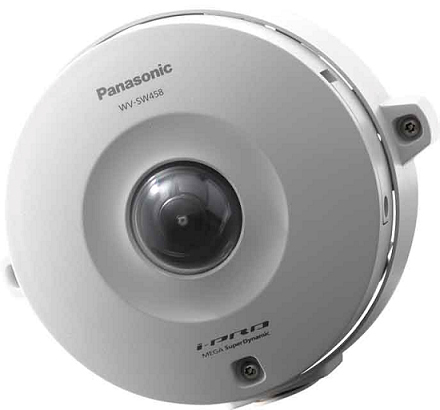 Panasonic
WV-SW458
i-PRO
MEGA SuperDynamic